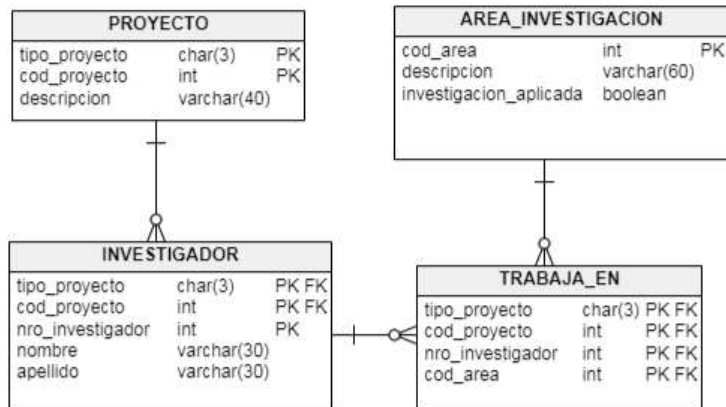 PROYECTO
tipo_proyecto char(3) PK
cod_proyecto int PK
descripcion varchar(40)
AREA_INVESTIGACION
cod_area int PK
descripcion varchar(60)
investigacion_aplicada boolean
INVESTIGADOR
tipo_proyecto char(3) PK FK
cod_proyecto int PK FK
nro_investigador int PK
nombre varchar(30)
apellido varchar(30)
TRABAJA_EN
tipo_proyecto char(3) PK FK
cod_proyecto int PK FK
nro_investigador int PK FK
cod_area int PK FK